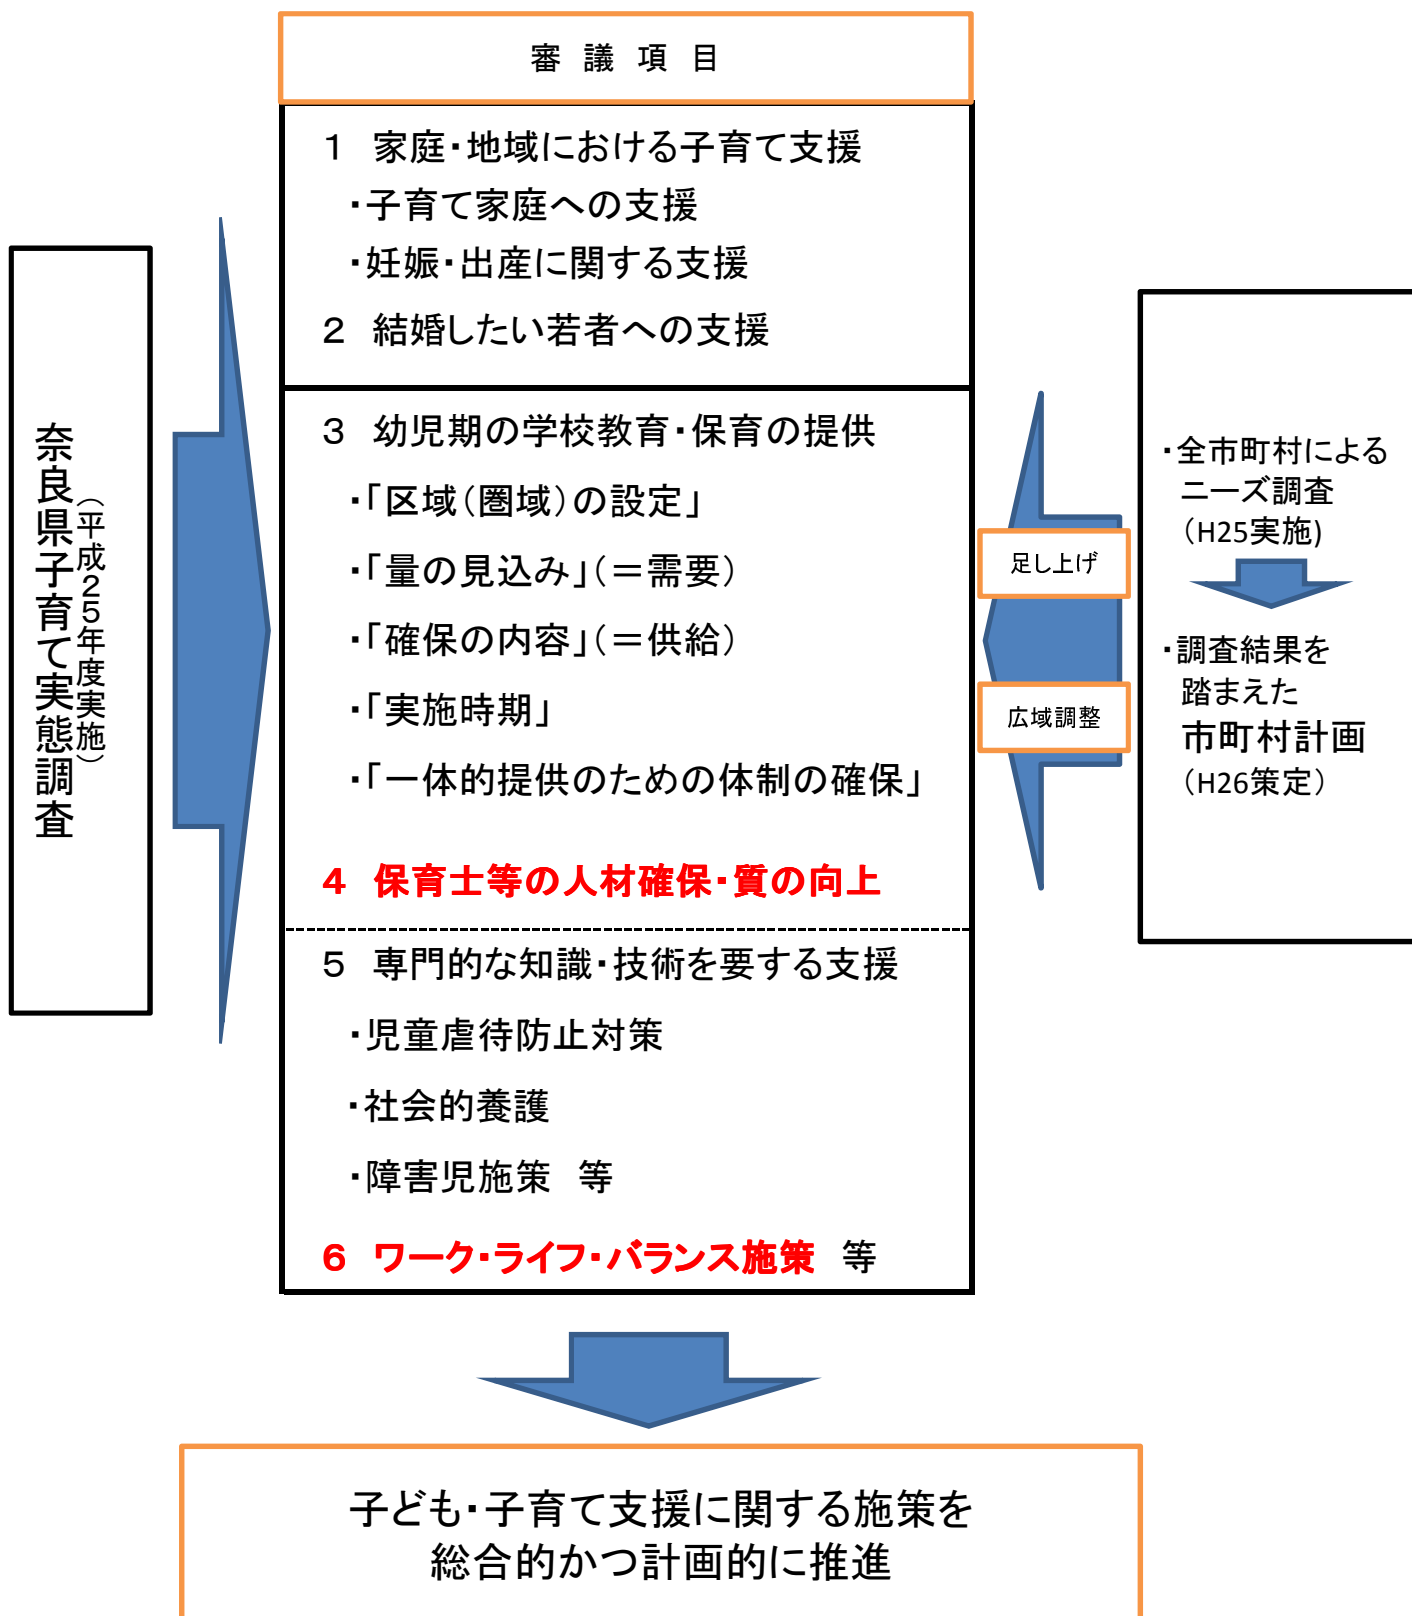 審議項目
1 家庭・地域における子育て支援
・子育て家庭への支援
・妊娠・出産に関する支援
2 結婚したい若者への支援
3 幼児期の学校教育・保育の提供
・「区域(圏域)の設定」
・「量の見込み」(=需要)
・「確保の内容」(=供給)
・「実施時期」
・「一体的提供のための体制の確保」
4 保育士等の人材確保・質の向上
5 専門的な知識・技術を要する支援
・児童虐待防止対策
・社会的養護
・障害児施策 等
6 ワーク・ライフ・バランス施策 等
奈良県子育て実態調査
(平成25年度実施)
足し上げ
広域調整
・全市町村による
ニーズ調査
(H25実施)
・調査結果を
踏まえた
市町村計画
(H26策定)
子ども・子育て支援に関する施策を
総合的かつ計画的に推進